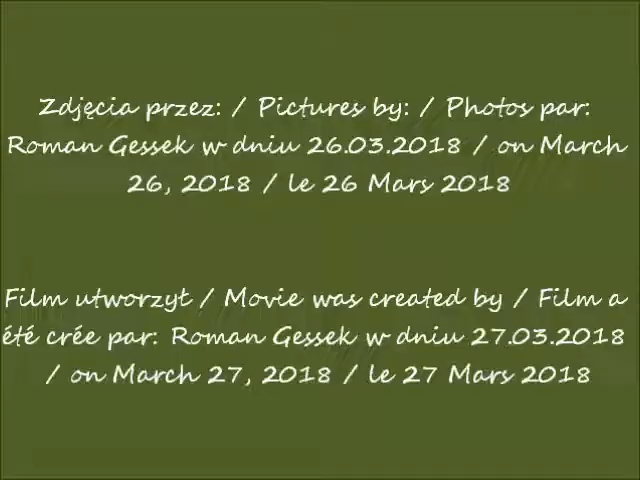 Zdjęcia przez: / Pictures by: / Photos par:
Roman Gessek w dniu 26.03.2018 / on March
26, 2018 / le 26 Mars 2018
Film utworzył / Movie was created by / Film a
été crée par: Roman Gessek w dniu 27.03.2018
/ on March 27, 2018 / le 27 Mars 2018